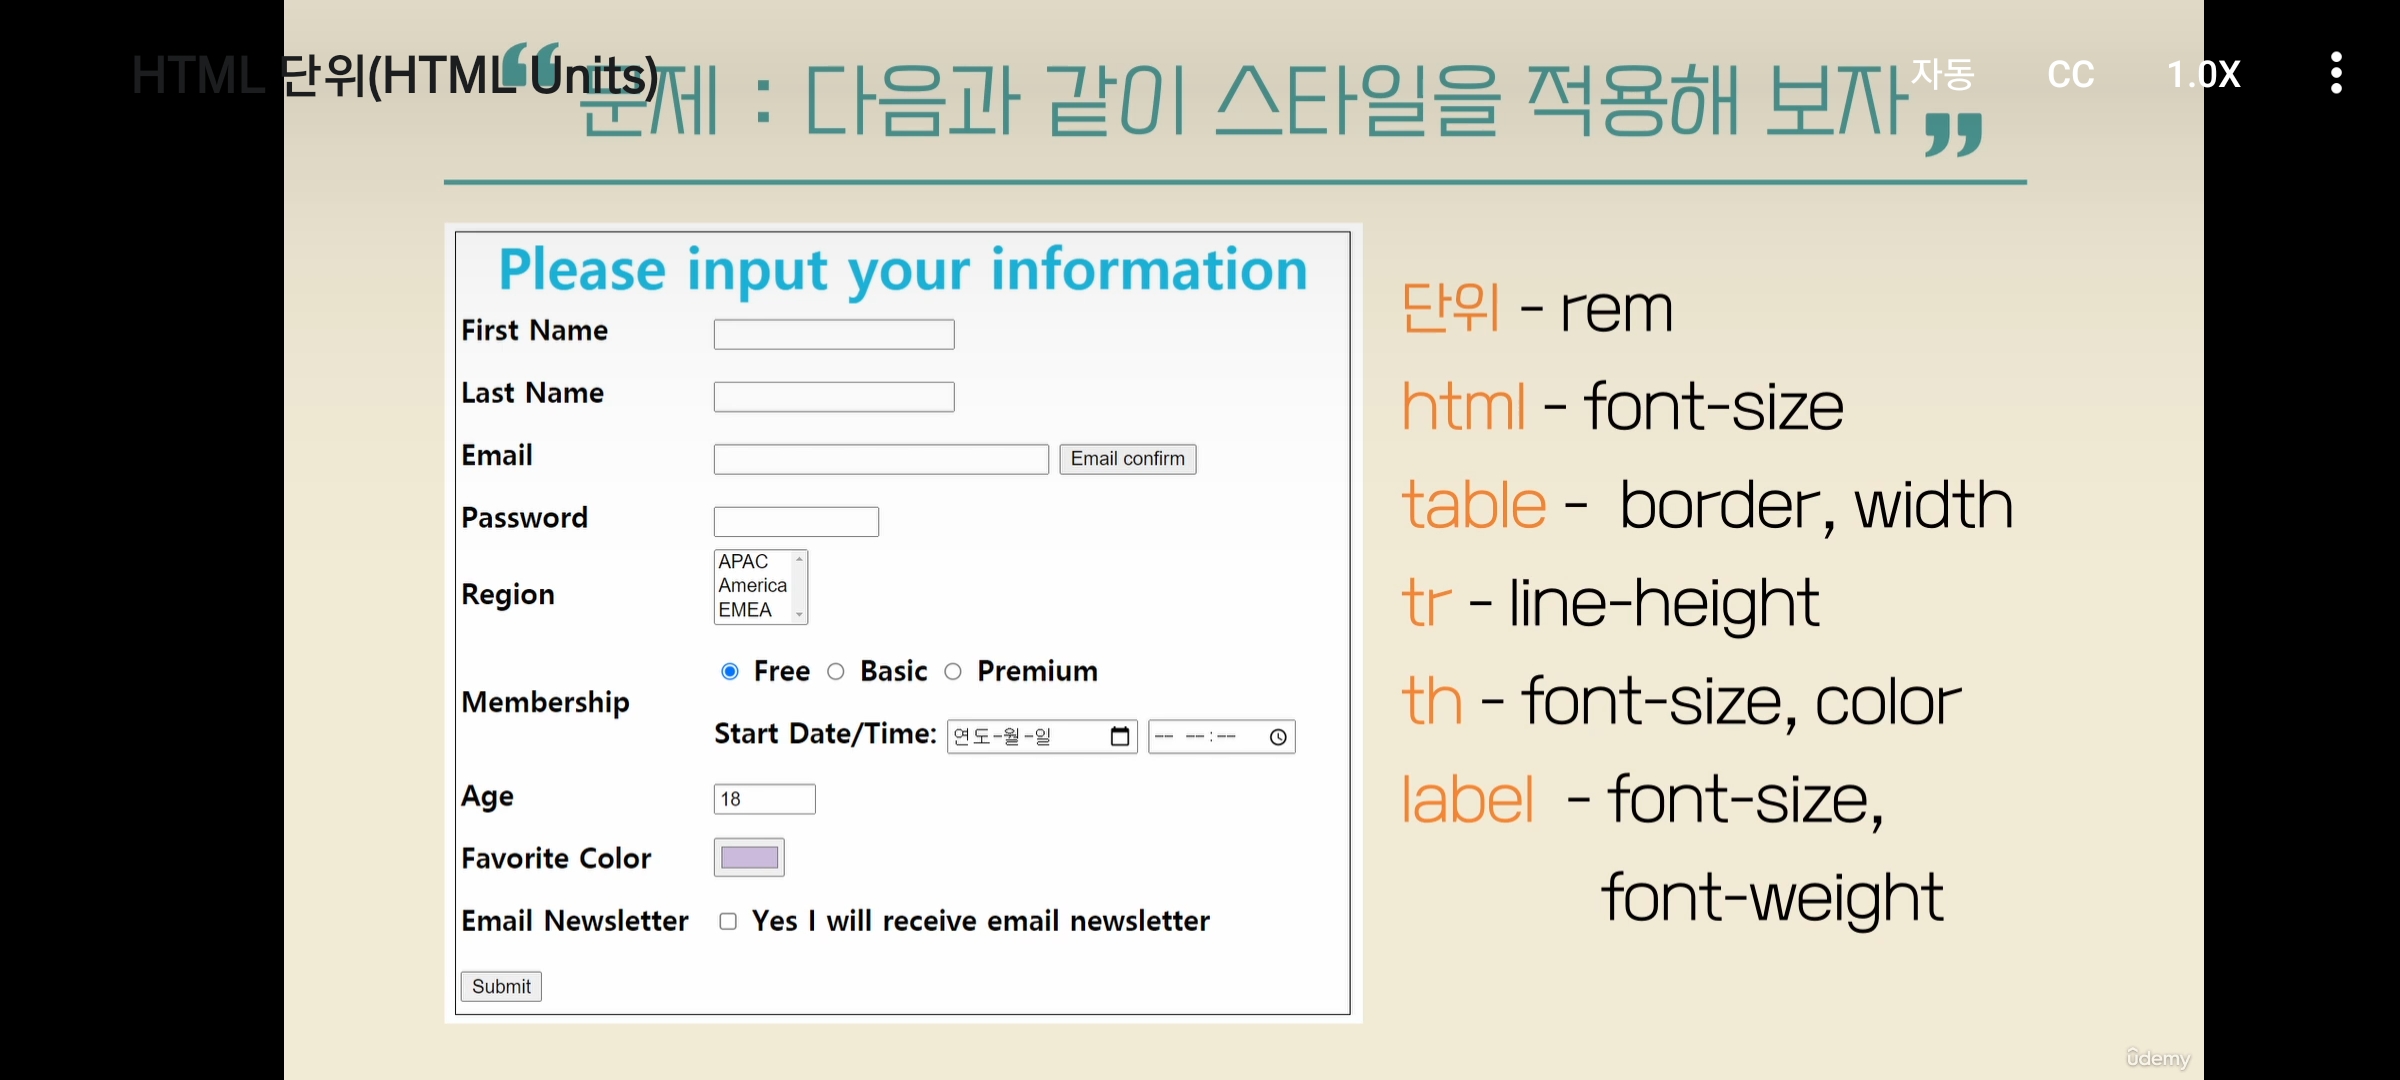 HTML 단위(HTML Units)
자동 CC 1.0X
“문제 : 다음과 같이 스타일을 적용해 보자”
Please input your information
First Name
Last Name
Email Email confirm
Password
Region
APAC
America
EMEA
Membership
Free Basic Premium
Start Date/Time: 연도-월-일 -- --:--
Age 18
Favorite Color
Email Newsletter Yes I will receive email newsletter
Submit
단위 - rem
html - font-size
table - border, width
tr - line-height
th - font-size, color
label - font-size,
font-weight
ûdemy